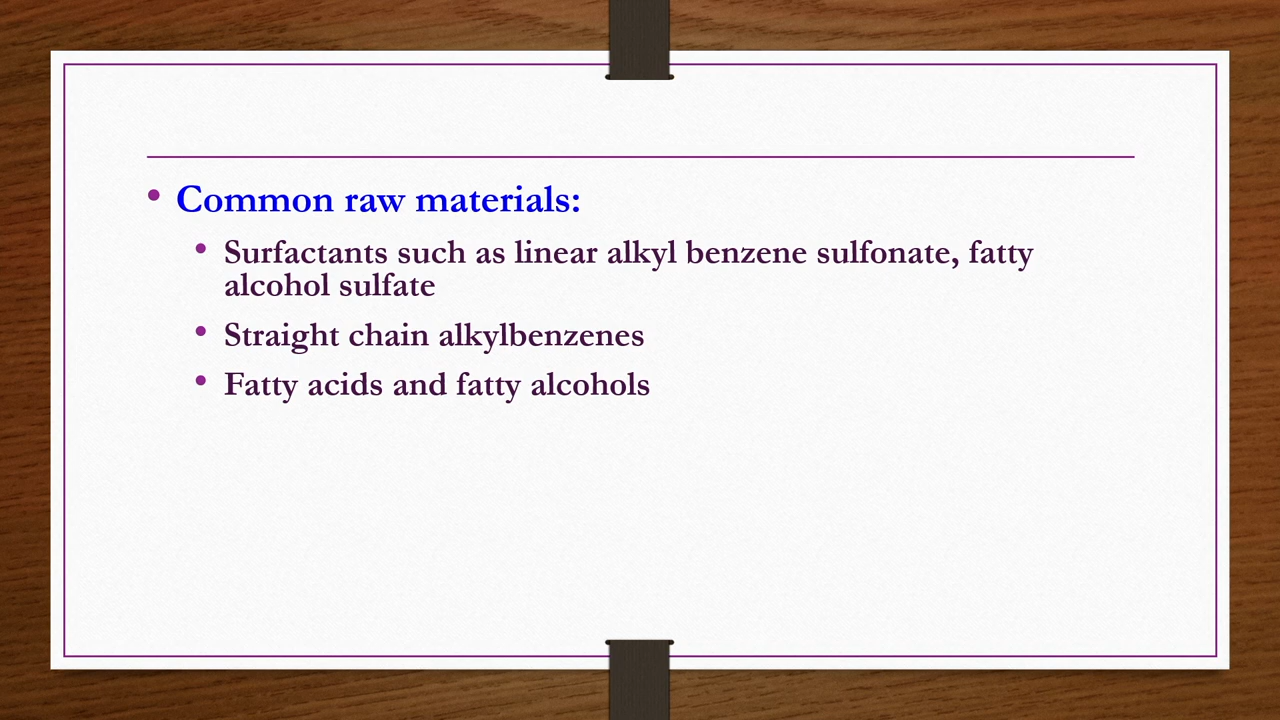 • Common raw materials:
• Surfactants such as linear alkyl benzene sulfonate, fatty
alcohol sulfate
• Straight chain alkylbenzenes
• Fatty acids and fatty alcohols